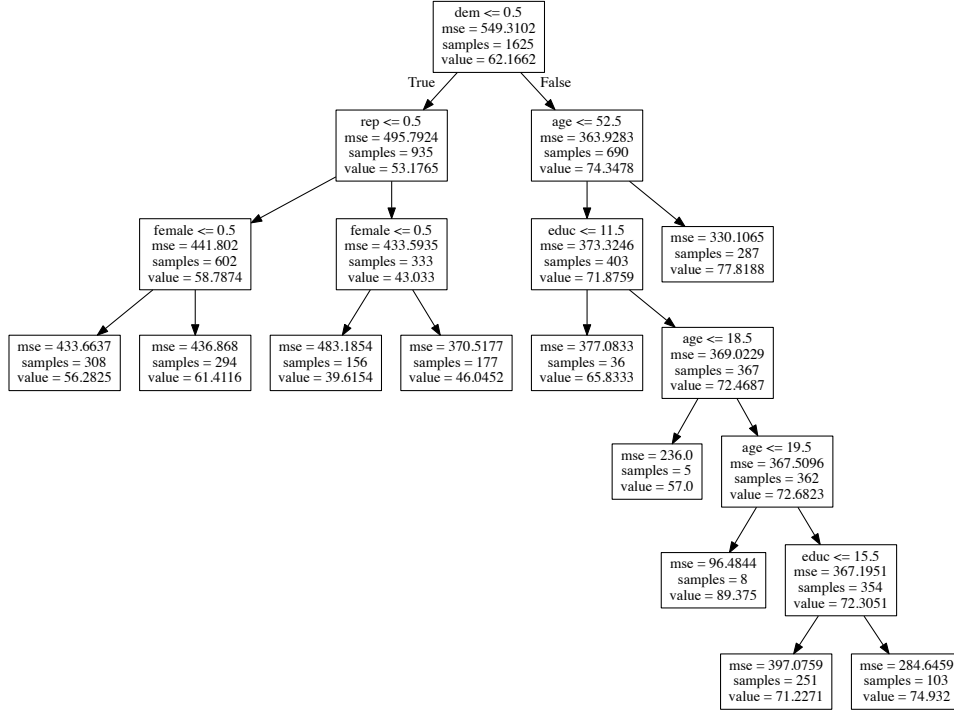 dem <= 0.5
mse = 549.3102
samples = 1625
value = 62.1662
True
False
rep <= 0.5
mse = 495.7924
samples = 935
value = 53.1765
age <= 52.5
mse = 363.9283
samples = 690
value = 74.3478
female <= 0.5
mse = 441.802
samples = 602
value = 58.7874
female <= 0.5
mse = 433.5935
samples = 333
value = 43.033
educ <= 11.5
mse = 373.3246
samples = 403
value = 71.8759
mse = 330.1065
samples = 287
value = 77.8188
mse = 433.6637
samples = 308
value = 56.2825
mse = 436.868
samples = 294
value = 61.4116
mse = 483.1854
samples = 156
value = 39.6154
mse = 370.5177
samples = 177
value = 46.0452
mse = 377.0833
samples = 36
value = 65.8333
age <= 18.5
mse = 369.0229
samples = 367
value = 72.4687
mse = 236.0
samples = 5
value = 57.0
age <= 19.5
mse = 367.5096
samples = 362
value = 72.6823
mse = 96.4844
samples = 8
value = 89.375
educ <= 15.5
mse = 367.1951
samples = 354
value = 72.3051
mse = 397.0759
samples = 251
value = 71.2271
mse = 284.6459
samples = 103
value = 74.932